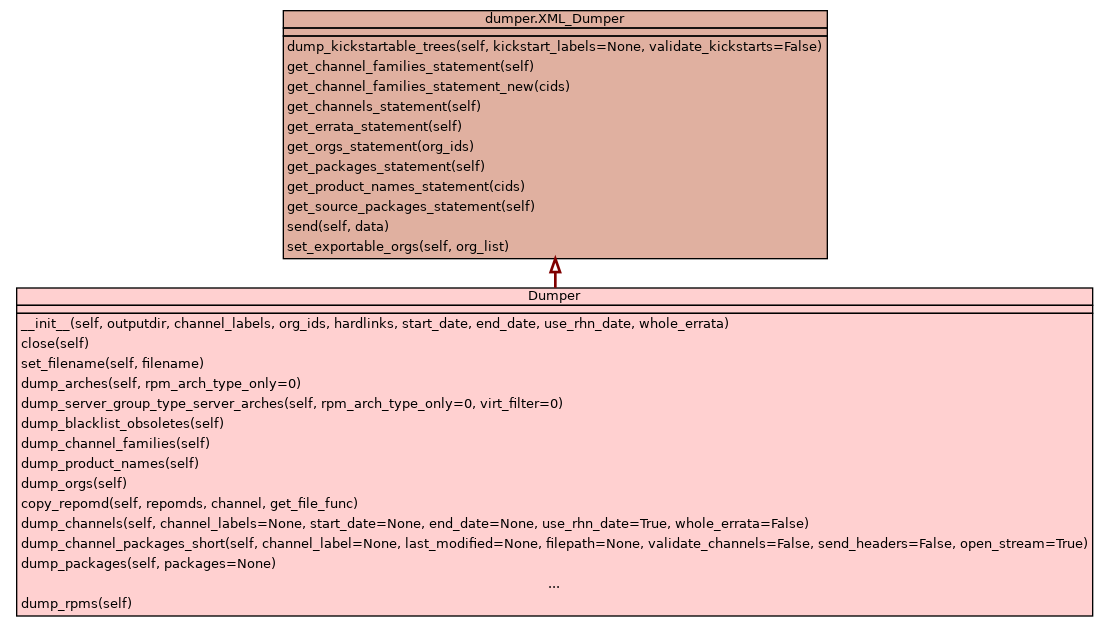 dumper.XML_Dumper
dump_kickstartable_trees(self, kickstart_labels=None, validate_kickstarts=False)
get_channel_families_statement(self)
get_channel_families_statement_new(cids)
get_channels_statement(self)
get_errata_statement(self)
get_orgs_statement(org_ids)
get_packages_statement(self)
get_product_names_statement(cids)
get_source_packages_statement(self)
send(self, data)
set_exportable_orgs(self, org_list)
Dumper
__init__(self, outputdir, channel_labels, org_ids, hardlinks, start_date, end_date, use_rhn_date, whole_errata)
close(self)
set_filename(self, filename)
dump_arches(self, rpm_arch_type_only=0)
dump_server_group_type_server_arches(self, rpm_arch_type_only=0, virt_filter=0)
dump_blacklist_obsoletes(self)
dump_channel_families(self)
dump_product_names(self)
dump_orgs(self)
copy_repomd(self, repomds, channel, get_file_func)
dump_channels(self, channel_labels=None, start_date=None, end_date=None, use_rhn_date=True, whole_errata=False)
dump_channel_packages_short(self, channel_label=None, last_modified=None, filepath=None, validate_channels=False, send_headers=False, open_stream=True)
dump_packages(self, packages=None)
...
dump_rpms(self)